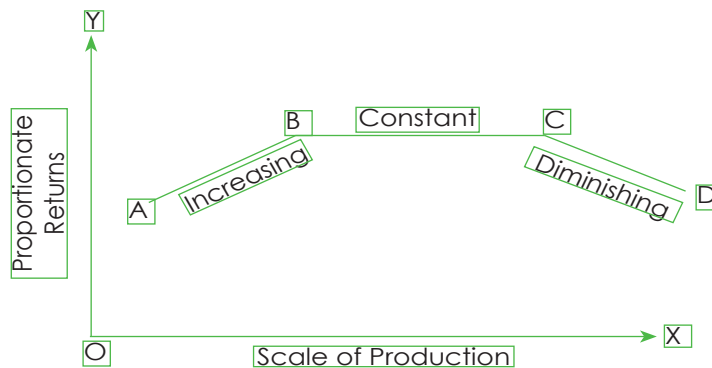 Y
B
Constant
C
Proportionate
Returns
Increasing
Diminishing
A
D
O
X
Scale of Production